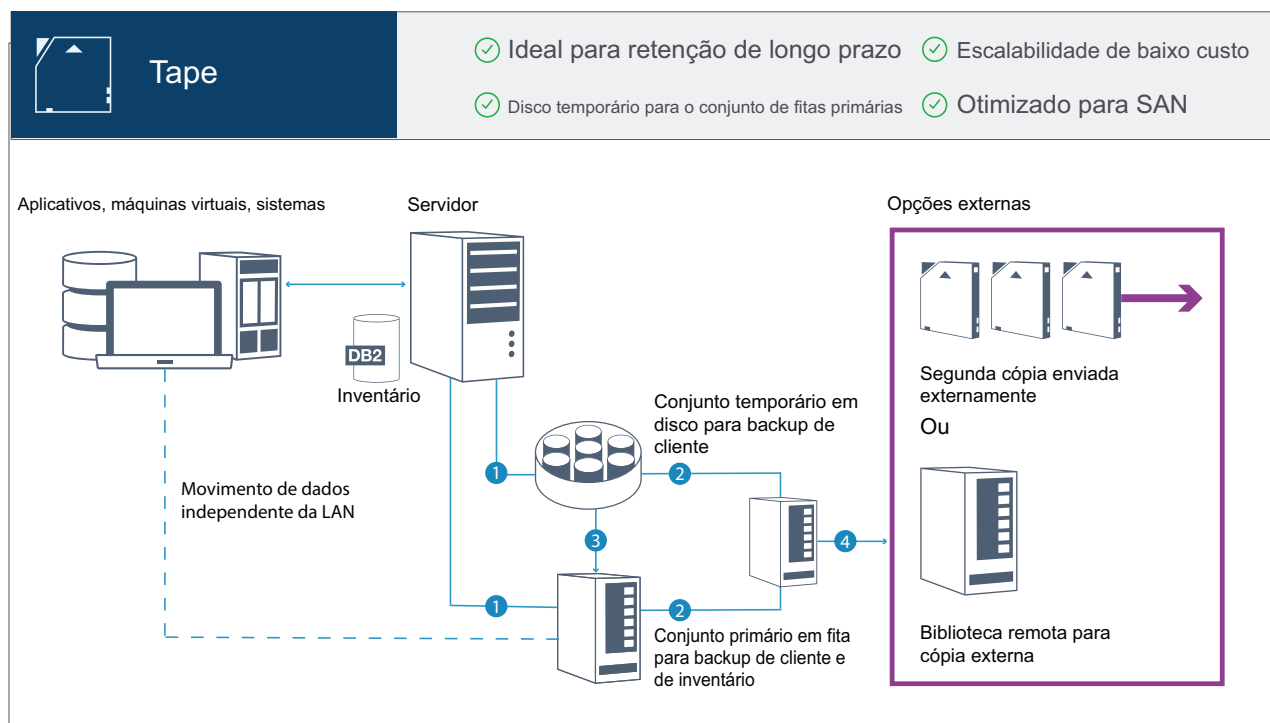 Tape
Ideal para retenção de longo prazo
Escalabilidade de baixo custo
Disco temporário para o conjunto de fitas primárias
Otimizado para SAN
Aplicativos, máquinas virtuais, sistemas
Servidor
Opções externas
DB2
Inventário
Segunda cópia enviada
externamente
Ou
Conjunto temporário em
disco para backup de
cliente
1
2
Movimento de dados
independente da LAN
3
4
1
2
Conjunto primário em fita
para backup de cliente e
de inventário
Biblioteca remota para
cópia externa